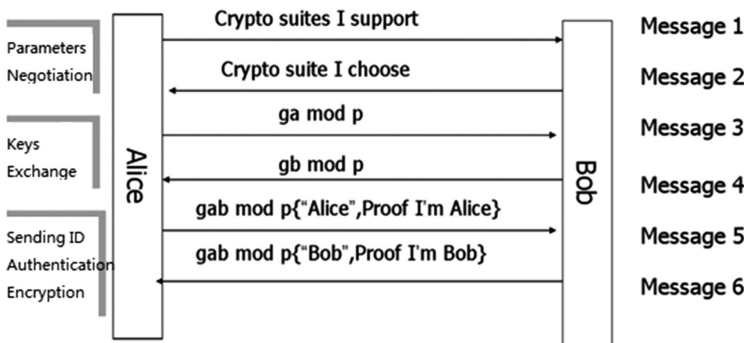 Crypto suites I support
Message 1
Parameters
Negotiation
Crypto suite I choose
Message 2
ga mod p
Message 3
Keys
Exchange
gb mod p
Message 4
Alice
Bob
gab mod p{“Alice”,Proof I'm Alice}
Message 5
Sending ID
Authentication
Encryption
gab mod p{“Bob”,Proof I'm Bob}
Message 6